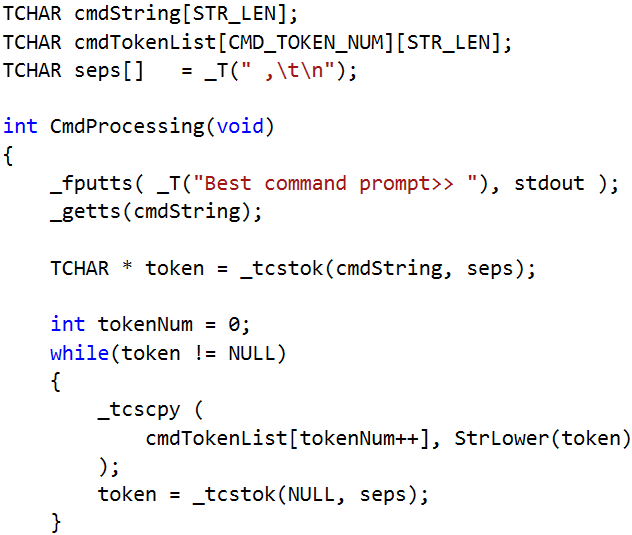 TCHAR cmdString[STR_LEN];
TCHAR cmdTokenList[CMD_TOKEN_NUM][STR_LEN];
TCHAR seps[]   = _T(" ,\t\n");

int CmdProcessing(void)
{
    _fputts( _T("Best command prompt>> "), stdout );
    _getts(cmdString);

    TCHAR * token = _tcstok(cmdString, seps);

    int tokenNum = 0;
    while(token != NULL)
    {
        _tcscpy (
            cmdTokenList[tokenNum++], StrLower(token)
        );
        token = _tcstok(NULL, seps);
    }